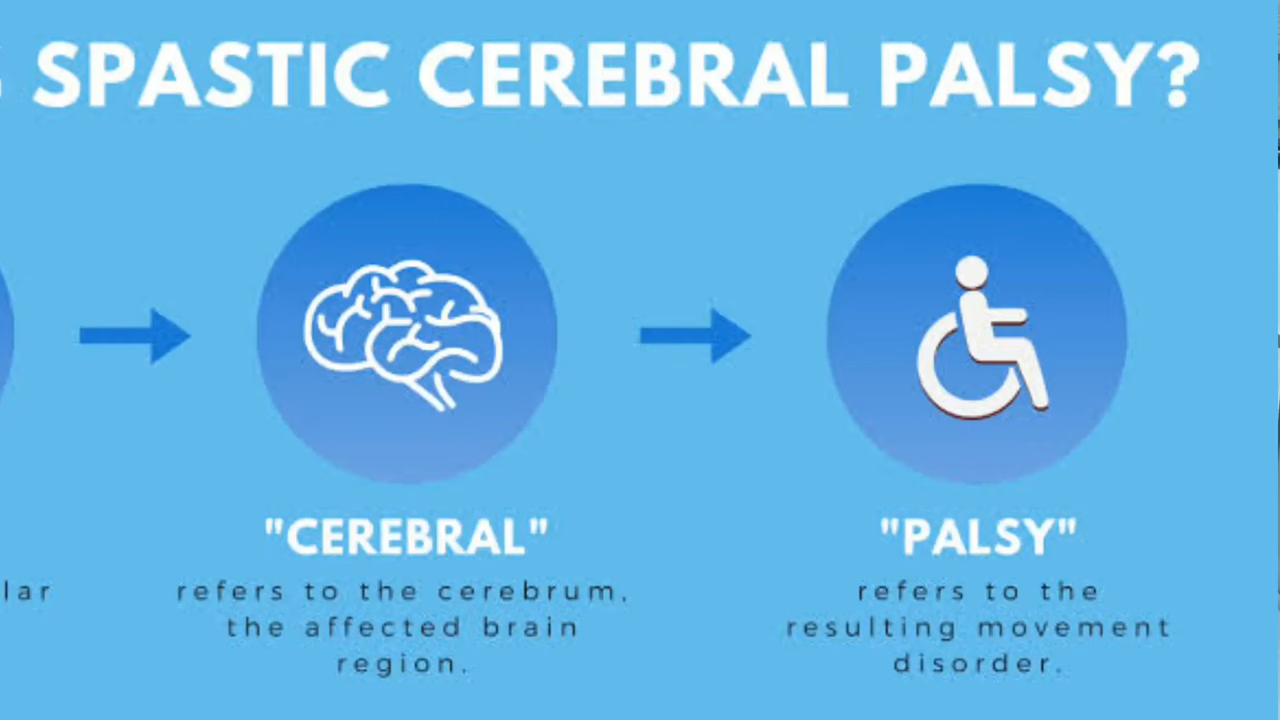 SPASTIC CEREBRAL PALSY?
"CEREBRAL"
refers to the cerebrum,
the affected brain
region.
"PALSY"
refers to the
resulting movement
disorder.